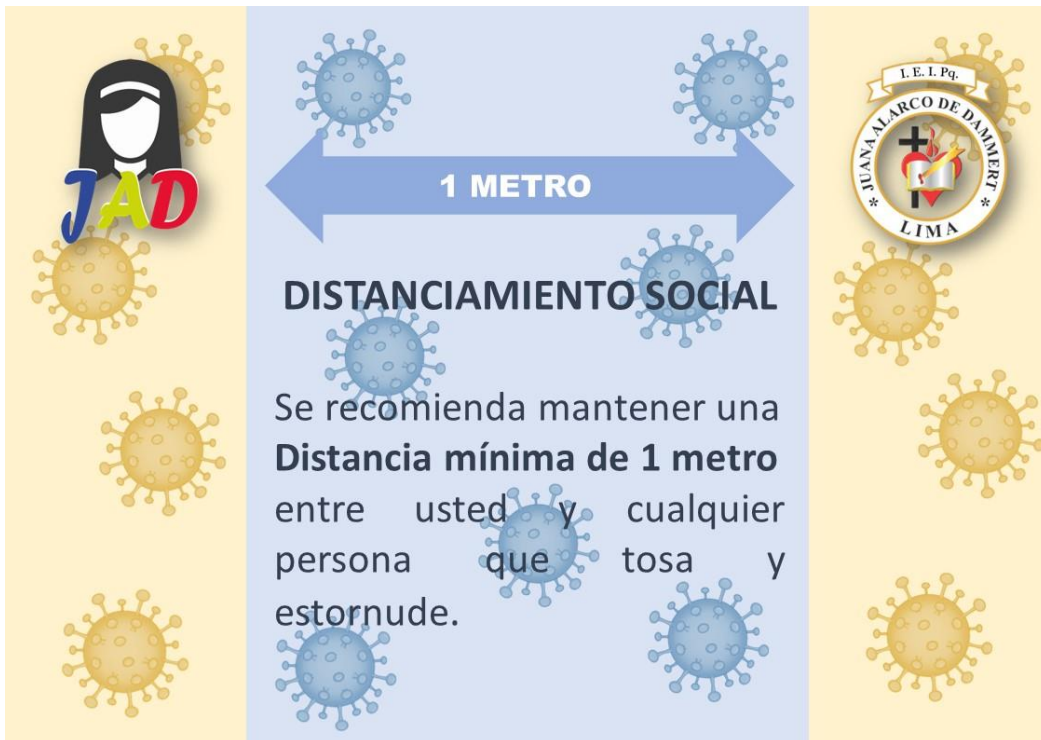 JAD
1 METRO
I. E. I. Pq.
JUANA ALARCO DE DAMMERT
* LIMA *
DISTANCIAMIENTO SOCIAL
Se recomienda mantener una
Distancia mínima de 1 metro
entre usted y cualquier
persona que tosa y
estornude.